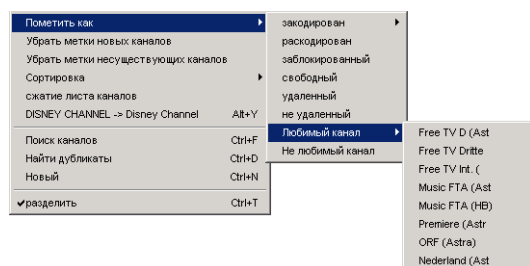 Пометить как
Убрать метки новых каналов
Убрать метки несуществующих каналов
Сортировка
сжатие листа каналов
DISNEY CHANNEL -> Disney Channel Alt+Y
Поиск каналов Ctrl+F
Найти дубликаты Ctrl+D
Новый Ctrl+N
разделить Ctrl+T
закодирован
раскодирован
заблокированный
свободный
удаленный
не удаленный
Любимый канал
Не любимый канал
Free TV D (Ast
Free TV Dritte
Free TV Int. (
Music FTA (Ast
Music FTA (HB)
Premiere (Astr
ORF (Astra)
Nederland (Ast